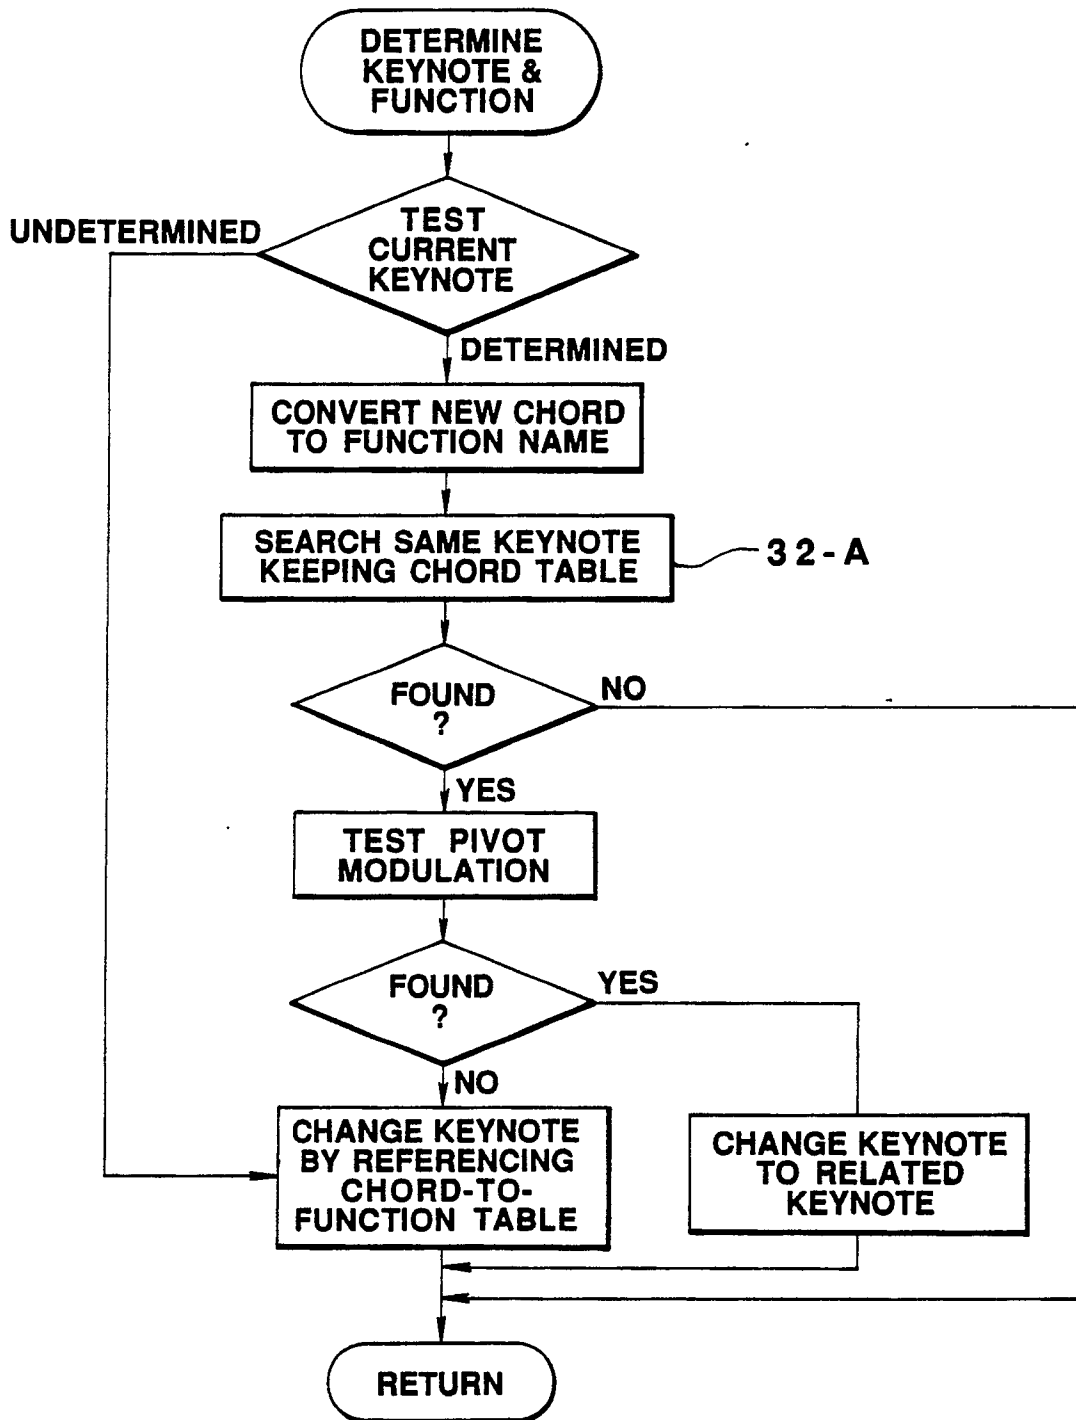 DETERMINE
KEYNOTE &
FUNCTION
UNDETERMINED
TEST
CURRENT
KEYNOTE
DETERMINED
CONVERT NEW CHORD
TO FUNCTION NAME
SEARCH SAME KEYNOTE
KEEPING CHORD TABLE
32-A
FOUND
?
NO
YES
TEST PIVOT
MODULATION
FOUND
?
YES
NO
CHANGE KEYNOTE
BY REFERENCING
CHORD-TO-
FUNCTION TABLE
CHANGE KEYNOTE
TO RELATED
KEYNOTE
RETURN